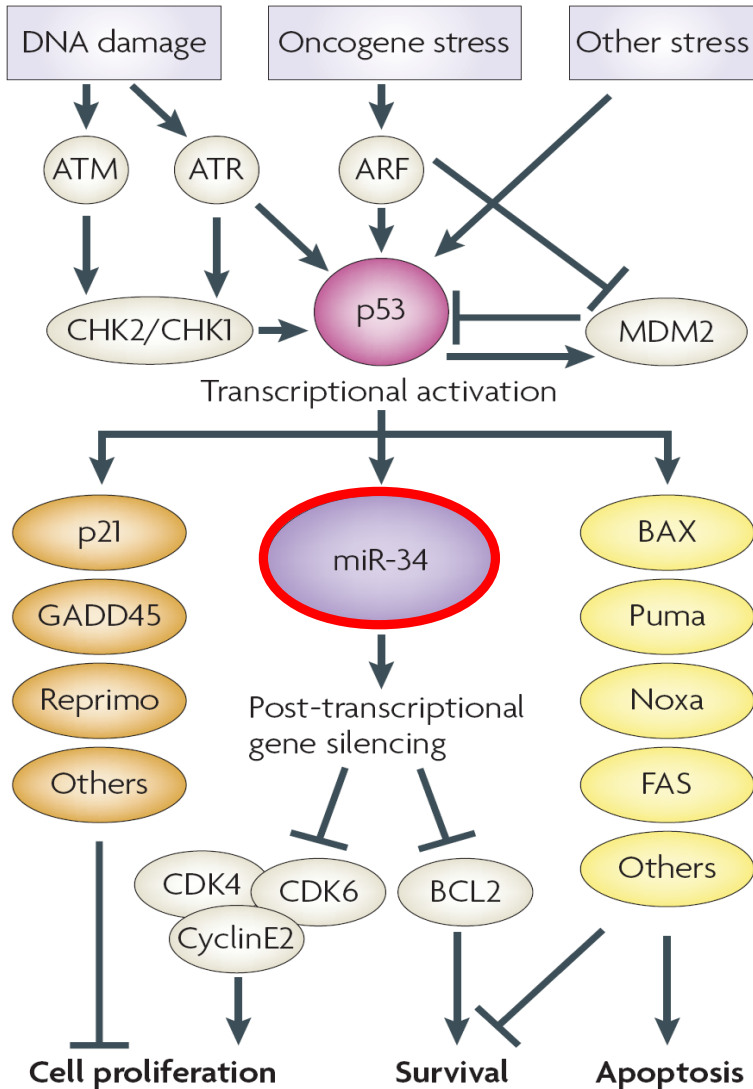 DNA damage
Oncogene stress
Other stress
ATM
ATR
ARF
p53
CHK2/CHK1
MDM2
Transcriptional activation
p21
miR-34
BAX
GADD45
Puma
Reprimo
Noxa
Post-transcriptional
gene silencing
Others
FAS
Others
CDK4
CDK6
BCL2
CyclinE2
Cell proliferation
Survival
Apoptosis